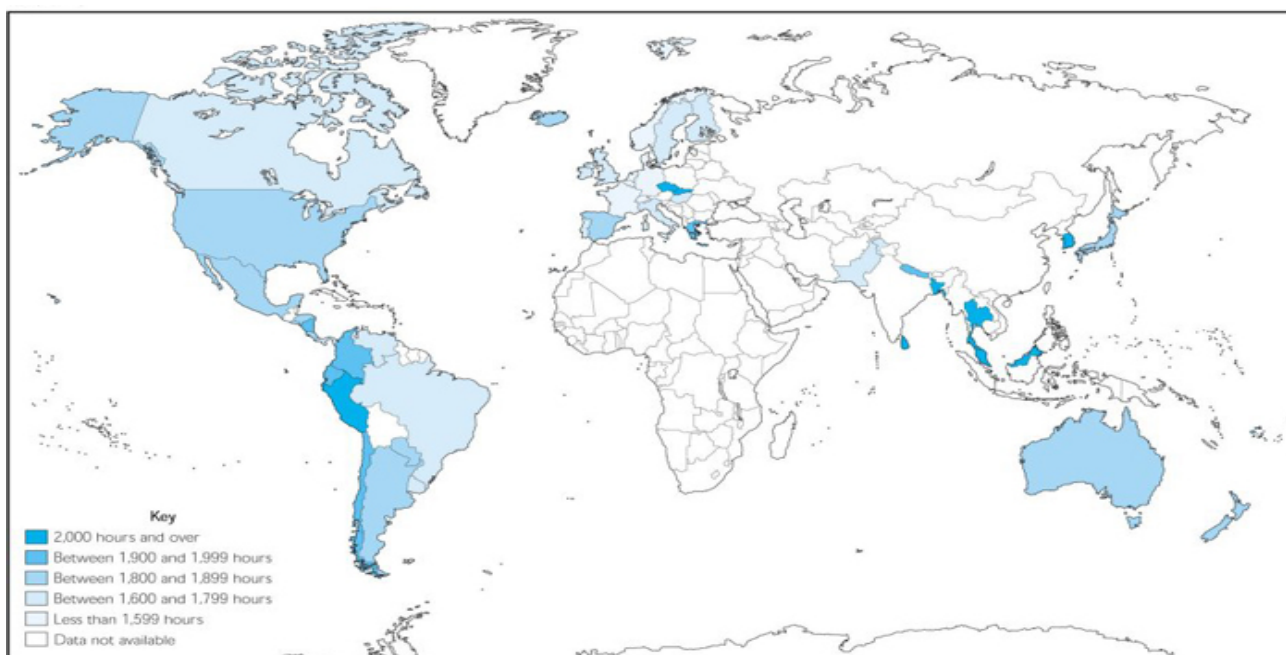 Key
2,000 hours and over
Between 1,900 and 1,999 hours
Between 1,800 and 1,899 hours
Between 1,600 and 1,799 hours
Less than 1,599 hours
Data not available